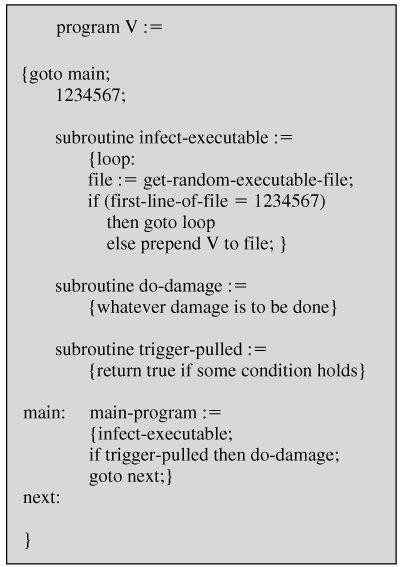 program V :=
{goto main;
1234567;
subroutine infect-executable :=
{loop:
file := get-random-executable-file;
if (first-line-of-file = 1234567)
then goto loop
else prepend V to file; }
subroutine do-damage :=
{whatever damage is to be done}
subroutine trigger-pulled :=
{return true if some condition holds}
main: main-program :=
{infect-executable;
if trigger-pulled then do-damage;
goto next;}
next:
}